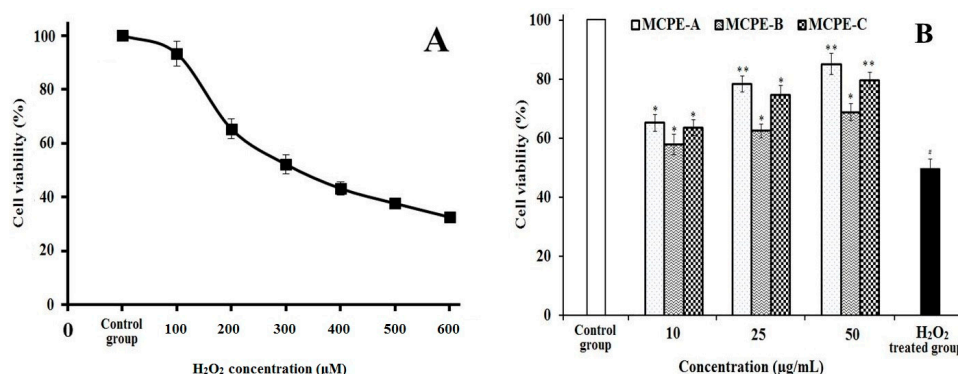 A
Cell viability (%)
100
80
60
40
20
0
0
Control group
100
200
300
400
500
600
H₂O₂ concentration (μM)
B
MCPE-A MCPE-B MCPE-C
Cell viability (%)
100
80
60
40
20
0
*
*
*
**
*
*
**
*
**
#
Control group
10
25
50
H₂O₂
treated group
Concentration (μg/mL)